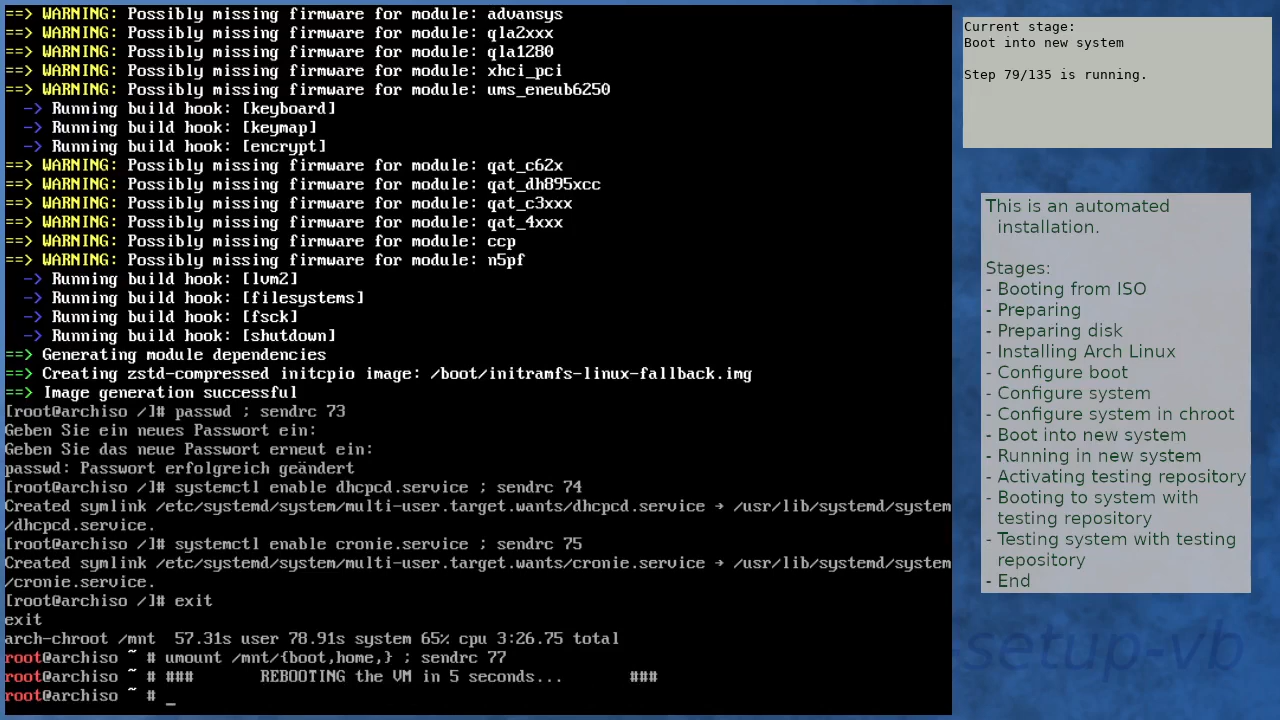 ==> WARNING: Possibly missing firmware for module: advansys
==> WARNING: Possibly missing firmware for module: qla2xxx
==> WARNING: Possibly missing firmware for module: qla1280
==> WARNING: Possibly missing firmware for module: xhci_pci
==> WARNING: Possibly missing firmware for module: ums_eneub6250
  -> Running build hook: [keyboard]
  -> Running build hook: [keymap]
  -> Running build hook: [encrypt]
==> WARNING: Possibly missing firmware for module: qat_c62x
==> WARNING: Possibly missing firmware for module: qat_dh895xcc
==> WARNING: Possibly missing firmware for module: qat_c3xxx
==> WARNING: Possibly missing firmware for module: qat_4xxx
==> WARNING: Possibly missing firmware for module: ccp
==> WARNING: Possibly missing firmware for module: n5pf
  -> Running build hook: [lvm2]
  -> Running build hook: [filesystems]
  -> Running build hook: [fsck]
  -> Running build hook: [shutdown]
==> Generating module dependencies
==> Creating zstd-compressed initcpio image: /boot/initramfs-linux-fallback.img
==> Image generation successful
[root@archiso /]# passwd ; sendrc 73
Geben Sie ein neues Passwort ein:
Geben Sie das neue Passwort erneut ein:
passwd: Passwort erfolgreich geändert
[root@archiso /]# systemctl enable dhcpcd.service ; sendrc 74
Created symlink /etc/systemd/system/multi-user.target.wants/dhcpcd.service → /usr/lib/systemd/system
/dhcpcd.service.
[root@archiso /]# systemctl enable cronie.service ; sendrc 75
Created symlink /etc/systemd/system/multi-user.target.wants/cronie.service → /usr/lib/systemd/system
/cronie.service.
[root@archiso /]# exit
exit
arch-chroot /mnt  57.31s user 78.91s system 65% cpu 3:26.75 total
root@archiso ~ # umount /mnt/{boot,home,} ; sendrc 77
root@archiso ~ # ###       REBOOTING the VM in 5 seconds...       ###
root@archiso ~ # _
Current stage:
Boot into new system
Step 79/135 is running.
This is an automated
installation.
Stages:
- Booting from ISO
- Preparing
- Preparing disk
- Installing Arch Linux
- Configure boot
- Configure system
- Configure system in chroot
- Boot into new system
- Running in new system
- Activating testing repository
- Booting to system with
testing repository
- Testing system with testing
repository
- End
-setup-vb